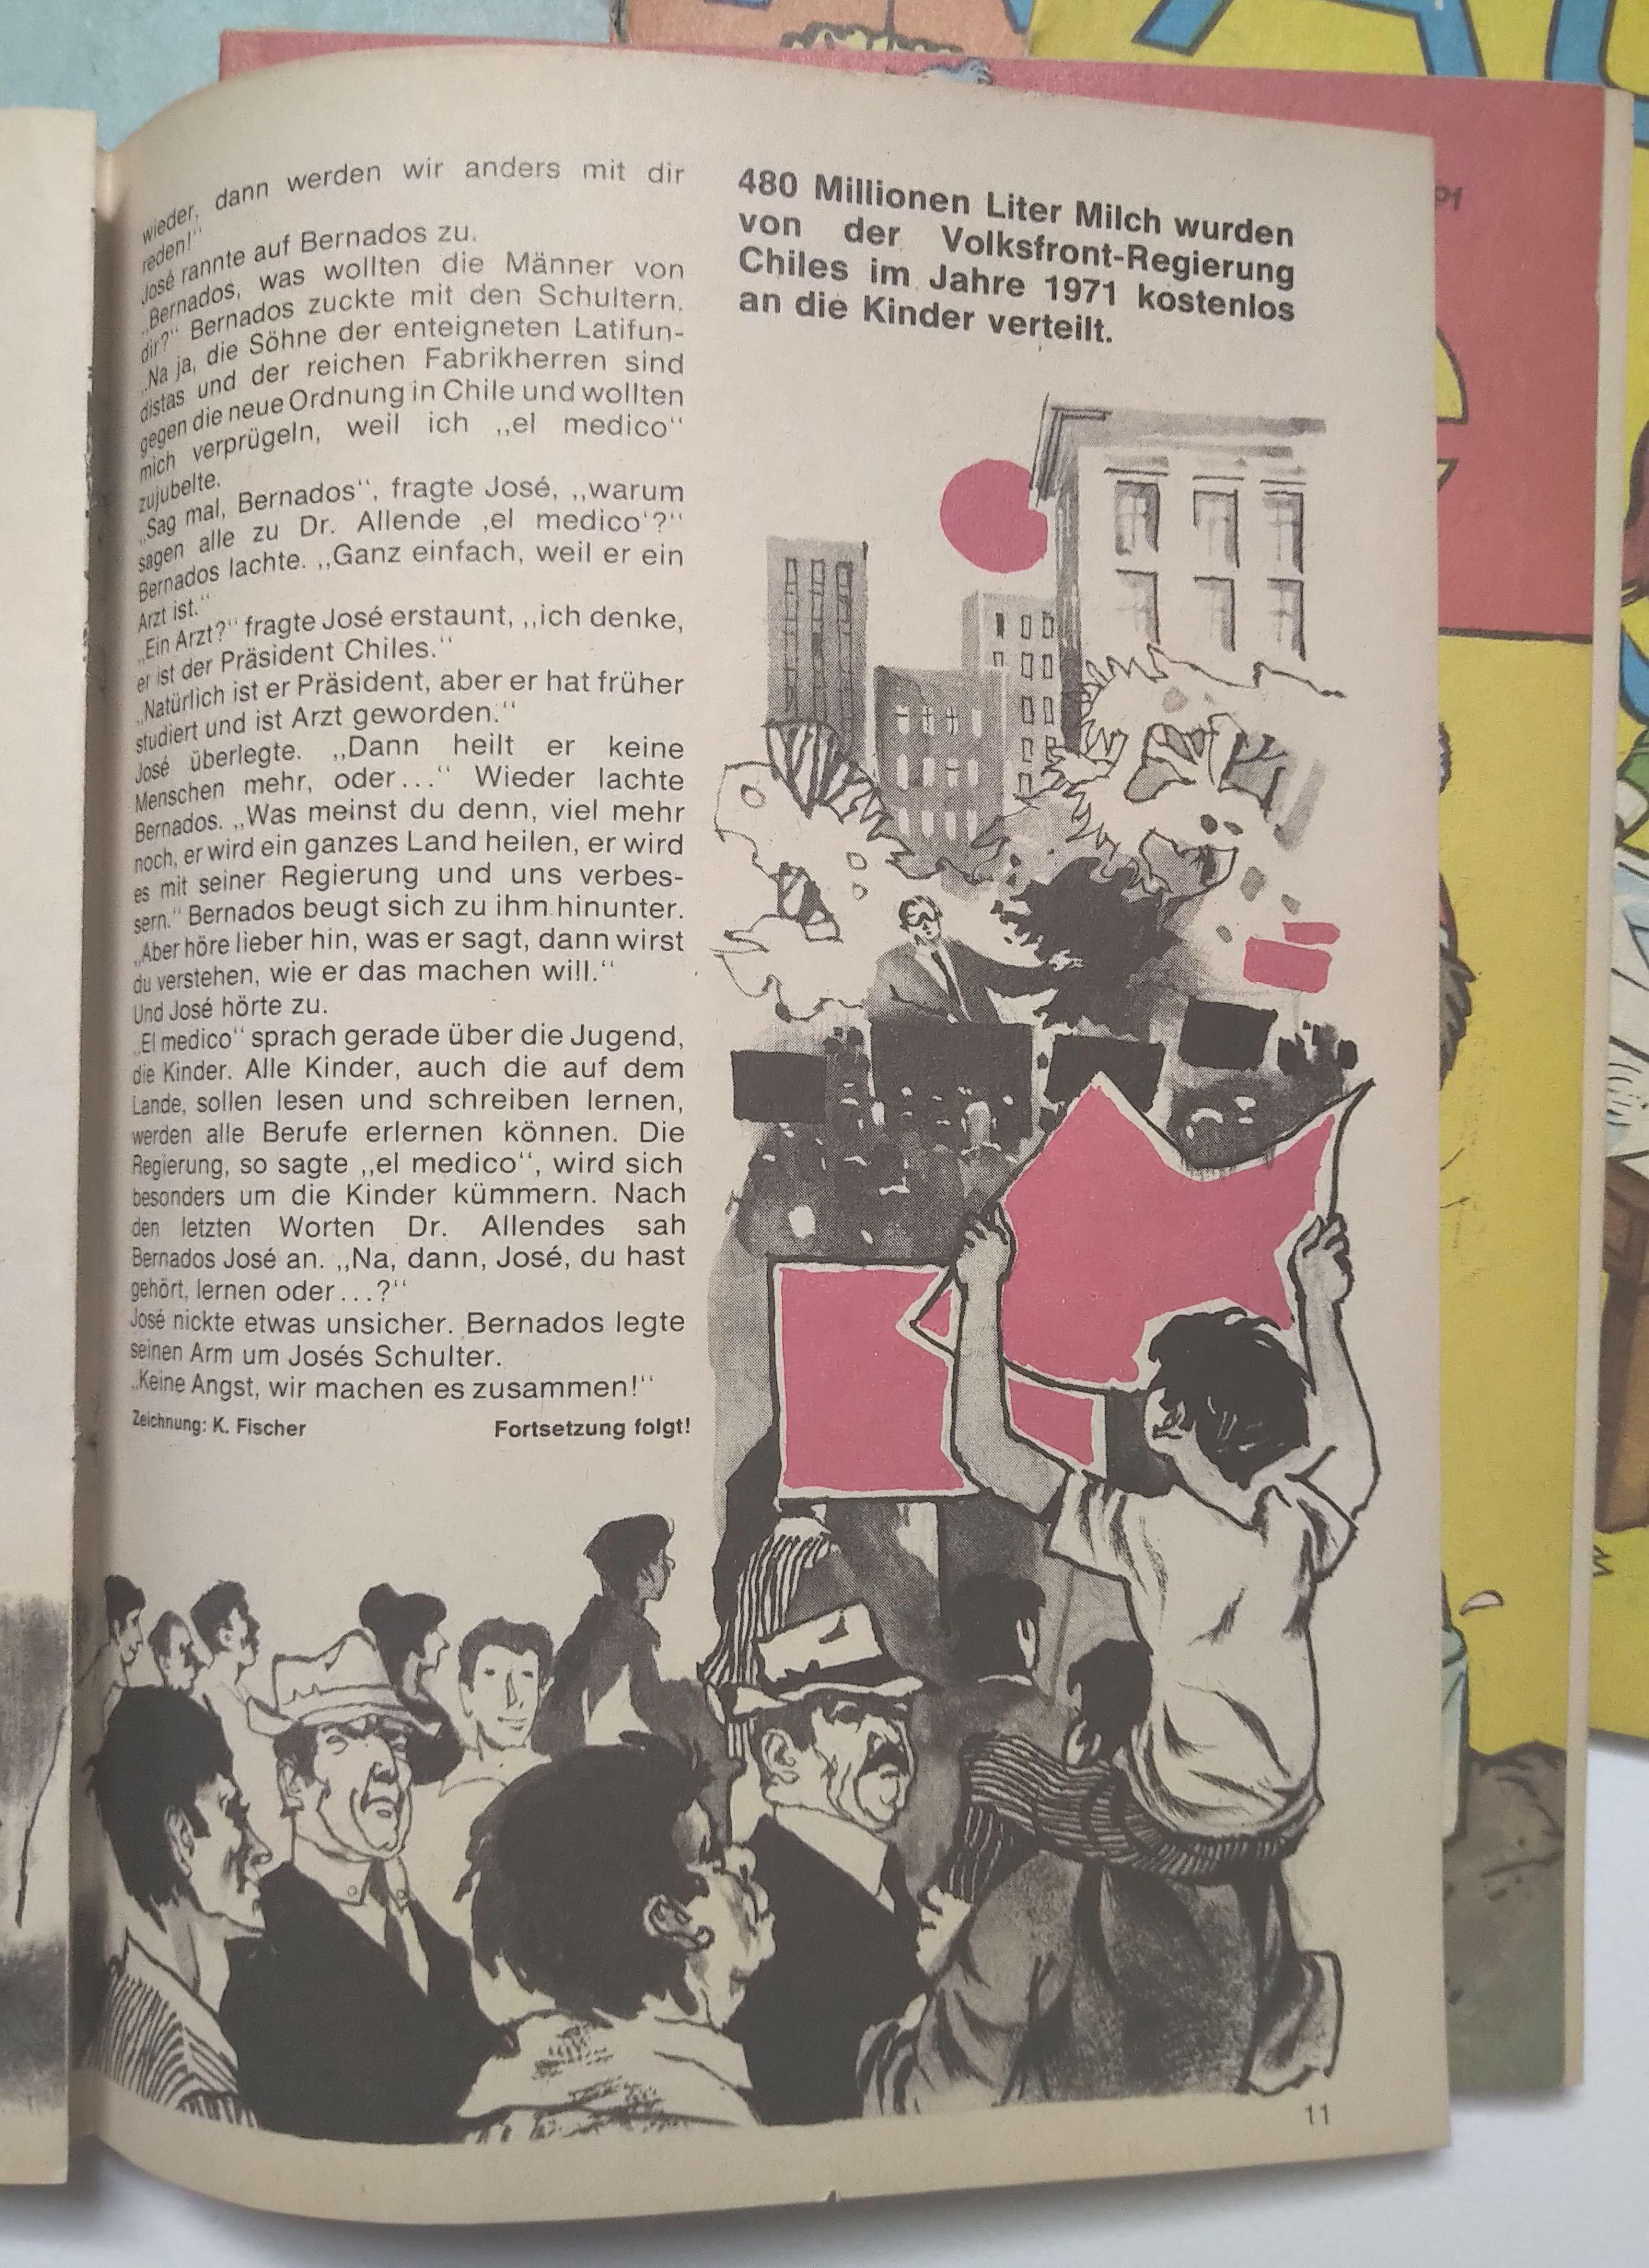 wieder, dann werden wir anders mit dir
reden!“
José rannte auf Bernados zu.
„Bernados, was wollten die Männer von
dir?“ Bernados zuckte mit den Schultern.
„Na ja, die Söhne der enteigneten Latifun-
distas und der reichen Fabrikherren sind
gegen die neue Ordnung in Chile und wollten
mich verprügeln, weil ich „el medico“
zujubelte.
„Sag mal, Bernados“, fragte José, „warum
sagen alle zu Dr. Allende ‚el medico‘?“
Bernados lachte. „Ganz einfach, weil er ein
Arzt ist.“
„Ein Arzt?“ fragte José erstaunt, „ich denke,
er ist der Präsident Chiles.“
„Natürlich ist er Präsident, aber er hat früher
studiert und ist Arzt geworden.“
José überlegte. „Dann heilt er keine
Menschen mehr, oder...“ Wieder lachte
Bernados. „Was meinst du denn, viel mehr
noch, er wird ein ganzes Land heilen, er wird
es mit seiner Regierung und uns verbes-
sern.“ Bernados beugt sich zu ihm hinunter.
„Aber höre lieber hin, was er sagt, dann wirst
du verstehen, wie er das machen will.“
Und José hörte zu.
„El medico“ sprach gerade über die Jugend,
die Kinder. Alle Kinder, auch die auf dem
Lande, sollen lesen und schreiben lernen,
werden alle Berufe erlernen können. Die
Regierung, so sagte „el medico“, wird sich
besonders um die Kinder kümmern. Nach
den letzten Worten Dr. Allendes sah
Bernados José an. „Na, dann, José, du hast
gehört, lernen oder...?“
José nickte etwas unsicher. Bernados legte
seinen Arm um Josés Schulter.
„Keine Angst, wir machen es zusammen!“
Zeichnung: K. Fischer Fortsetzung folgt!
480 Millionen Liter Milch wurden
von der Volksfront-Regierung
Chiles im Jahre 1971 kostenlos
an die Kinder verteilt.
11